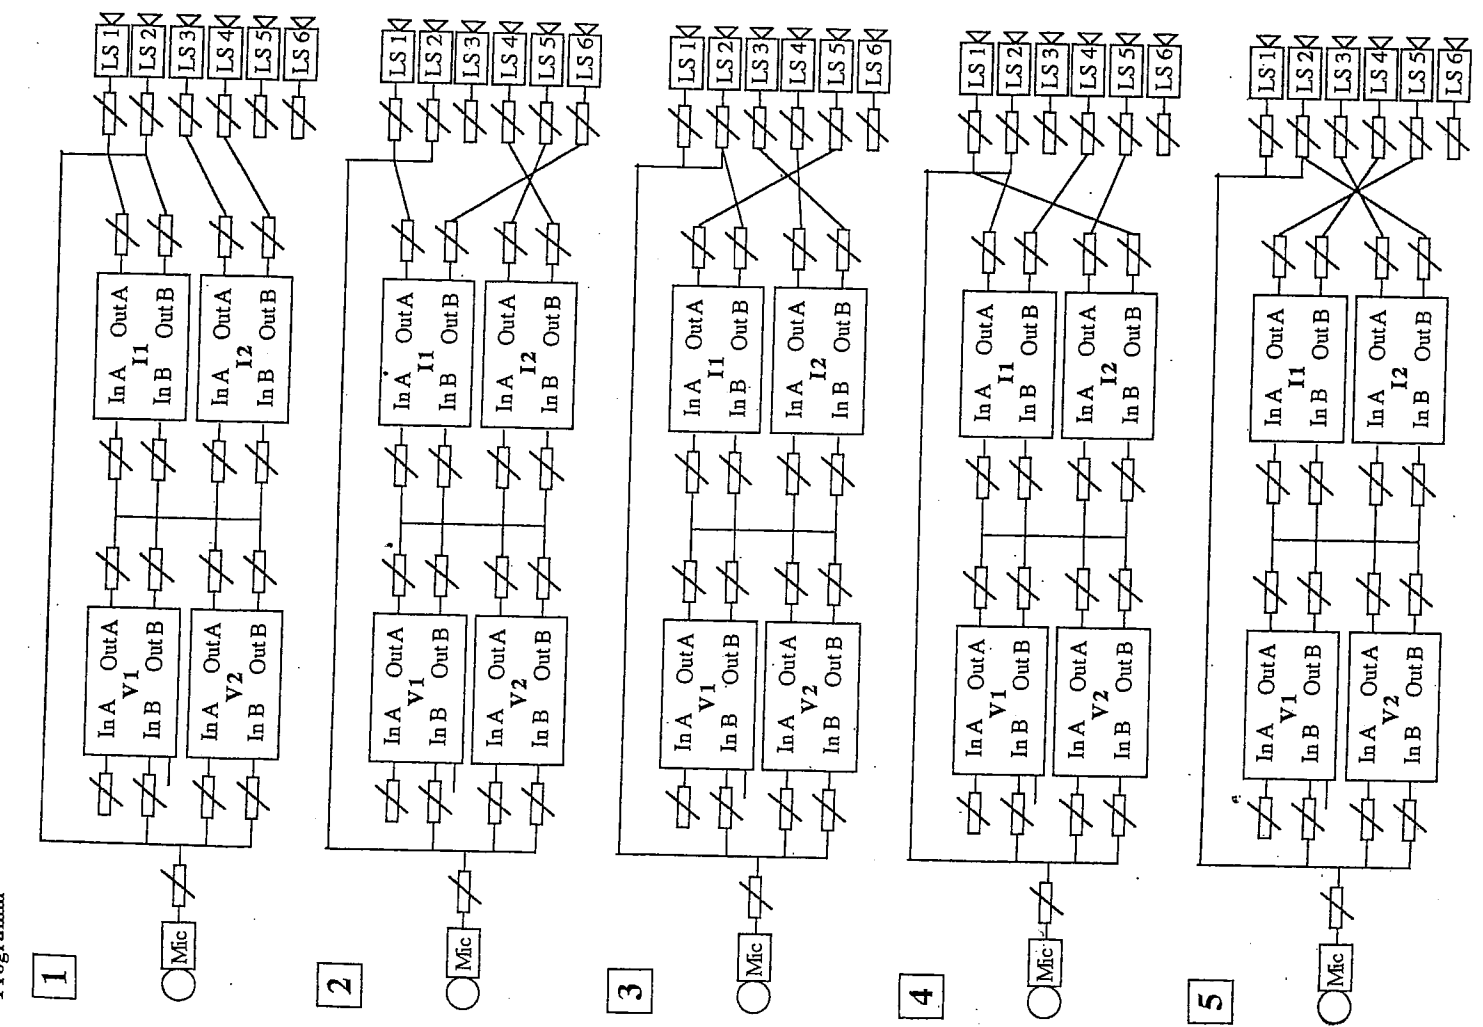 Programm
1
Mic
In A Out A
V1
In B Out B
In A Out A
V2
In B Out B
In A Out A
I1
In B Out B
In A Out A
I2
In B Out B
LS 1
LS 2
LS 3
LS 4
LS 5
LS 6
2
Mic
In A Out A
V1
In B Out B
In A Out A
V2
In B Out B
In A Out A
I1
In B Out B
In A Out A
I2
In B Out B
LS 1
LS 2
LS 3
LS 4
LS 5
LS 6
3
Mic
In A Out A
V1
In B Out B
In A Out A
V2
In B Out B
In A Out A
I1
In B Out B
In A Out A
I2
In B Out B
LS 1
LS 2
LS 3
LS 4
LS 5
LS 6
4
Mic
In A Out A
V1
In B Out B
In A Out A
V2
In B Out B
In A Out A
I1
In B Out B
In A Out A
I2
In B Out B
LS 1
LS 2
LS 3
LS 4
LS 5
LS 6
5
Mic
In A Out A
V1
In B Out B
In A Out A
V2
In B Out B
In A Out A
I1
In B Out B
In A Out A
I2
In B Out B
LS 1
LS 2
LS 3
LS 4
LS 5
LS 6